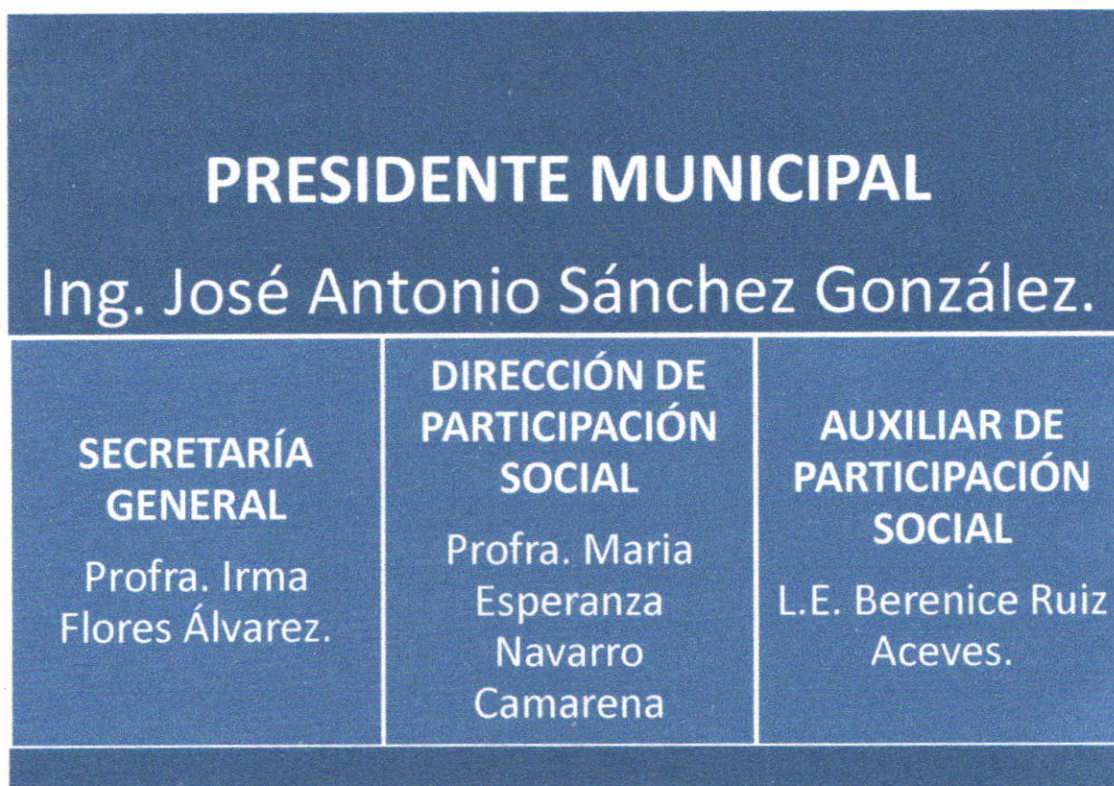 PRESIDENTE MUNICIPAL
Ing. José Antonio Sánchez González.
SECRETARÍA
GENERAL
Profra. Irma
Flores Álvarez.
DIRECCIÓN DE
PARTICIPACIÓN
SOCIAL
Profra. Maria
Esperanza
Navarro
Camarena
AUXILIAR DE
PARTICIPACIÓN
SOCIAL
L.E. Berenice Ruiz
Aceves.